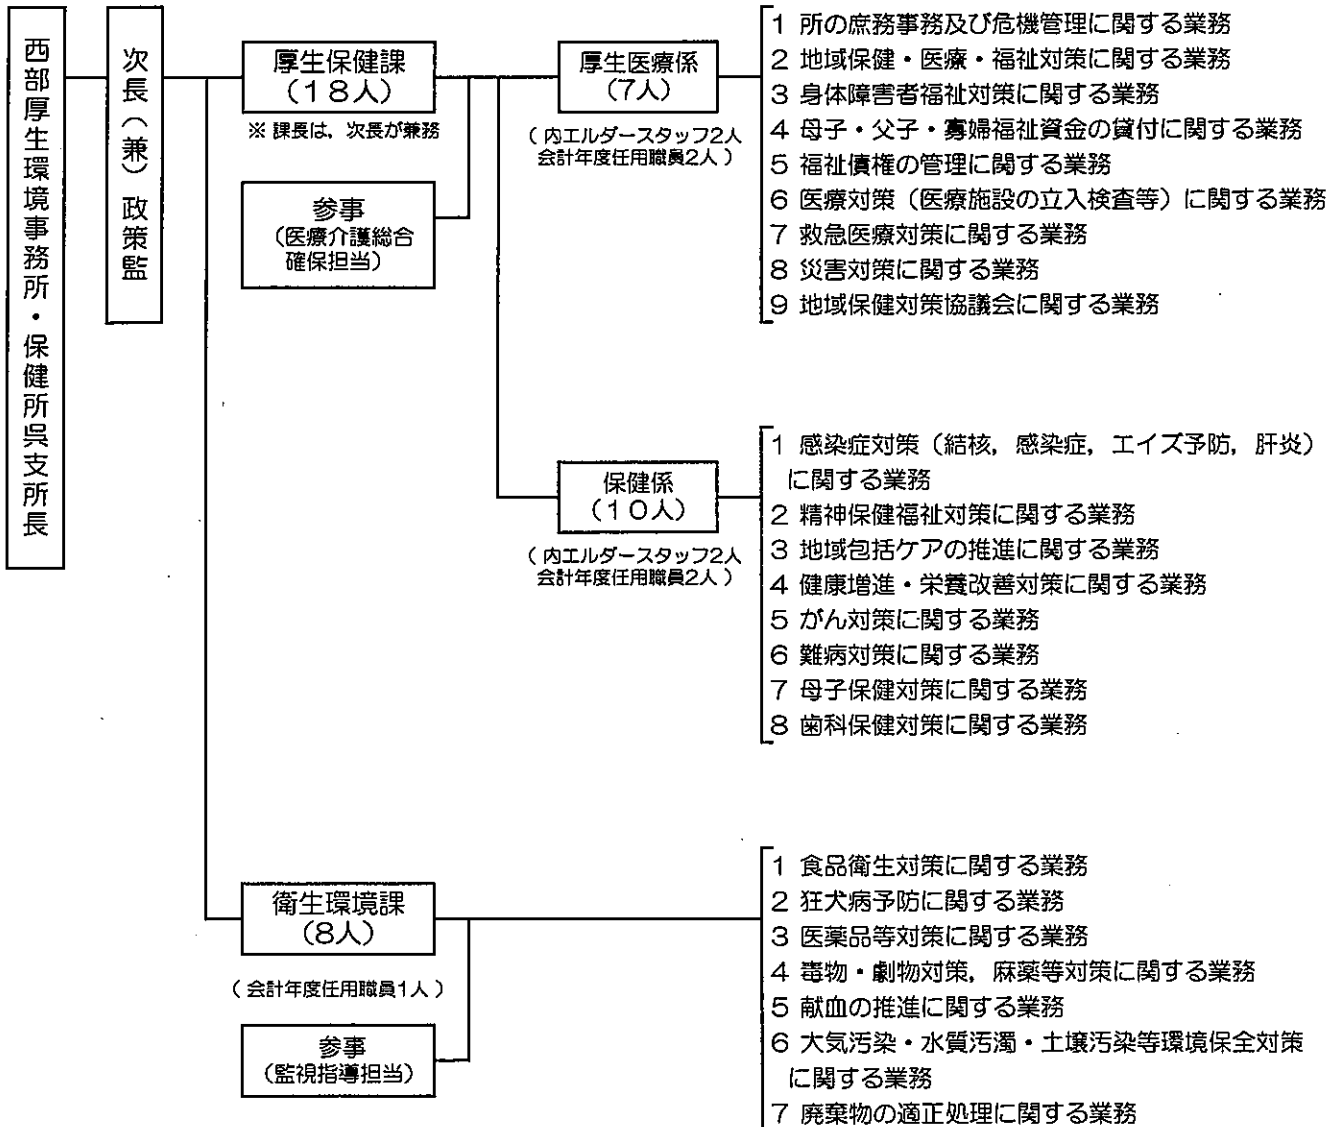 西部厚生環境事務所・保健所呉支所長
次長（兼）政策監
厚生保健課
（１８人）
※ 課長は，次長が兼務
参事
（医療介護総合
確保担当）
厚生医療係
（7人）
（ 内エルダースタッフ2人
会計年度任用職員2人 ）
1 所の庶務事務及び危機管理に関する業務
2 地域保健・医療・福祉対策に関する業務
3 身体障害者福祉対策に関する業務
4 母子・父子・寡婦福祉資金の貸付に関する業務
5 福祉債権の管理に関する業務
6 医療対策（医療施設の立入検査等）に関する業務
7 救急医療対策に関する業務
8 災害対策に関する業務
9 地域保健対策協議会に関する業務
保健係
（１０人）
（ 内エルダースタッフ2人
会計年度任用職員2人 ）
1 感染症対策（結核，感染症，エイズ予防，肝炎）
に関する業務
2 精神保健福祉対策に関する業務
3 地域包括ケアの推進に関する業務
4 健康増進・栄養改善対策に関する業務
5 がん対策に関する業務
6 難病対策に関する業務
7 母子保健対策に関する業務
8 歯科保健対策に関する業務
衛生環境課
（8人）
（ 会計年度任用職員1人 ）
参事
（監視指導担当）
1 食品衛生対策に関する業務
2 狂犬病予防に関する業務
3 医薬品等対策に関する業務
4 毒物・劇物対策，麻薬等対策に関する業務
5 献血の推進に関する業務
6 大気汚染・水質汚濁・土壌汚染等環境保全対策
に関する業務
7 廃棄物の適正処理に関する業務